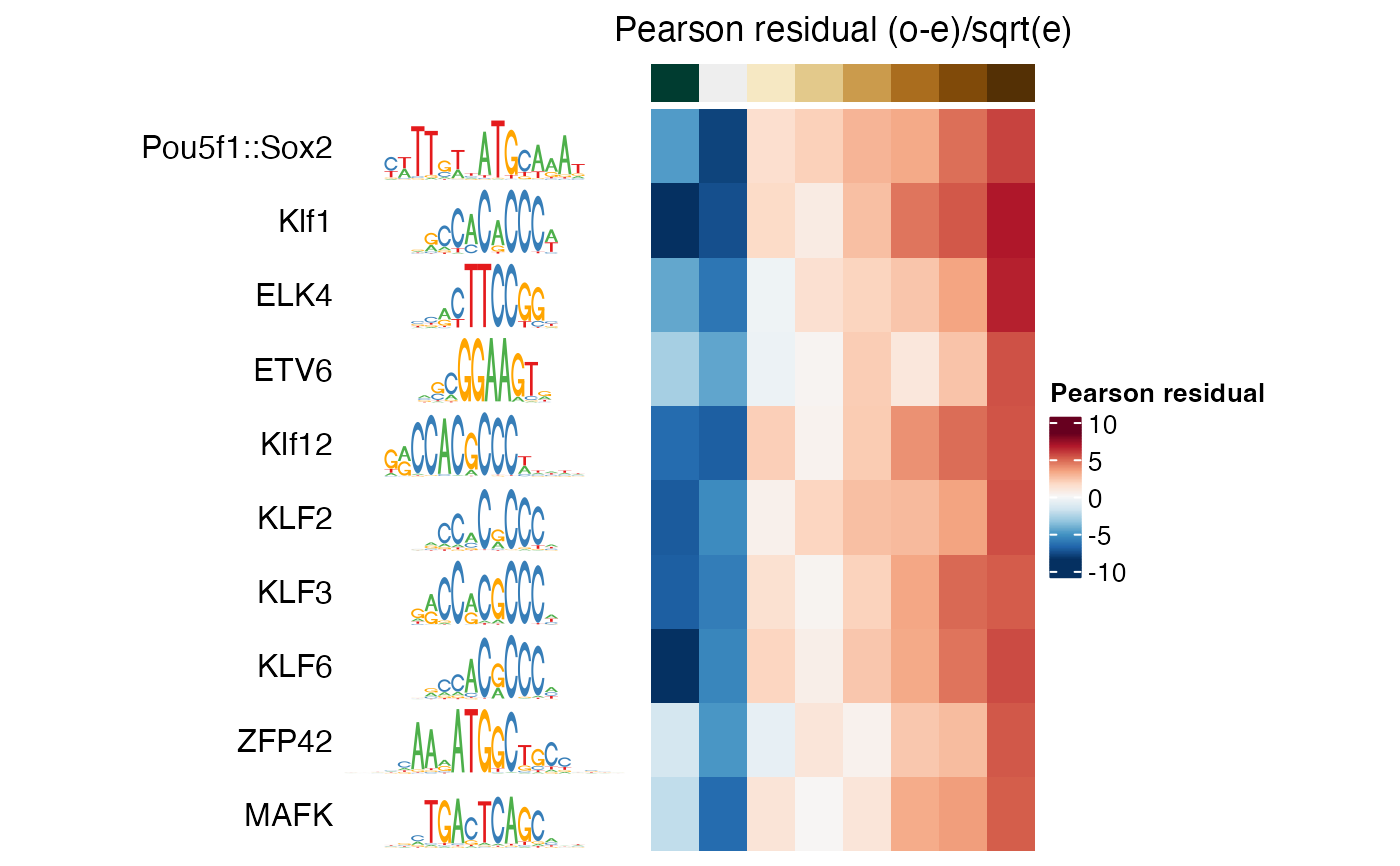 Pearson residual (o-e)/sqrt(e)
Pou5f1::Sox2
Klf1
ELK4
ETV6
Klf12
KLF2
KLF3
KLF6
ZFP42
MAFK
Pearson residual
10
5
0
-5
-10